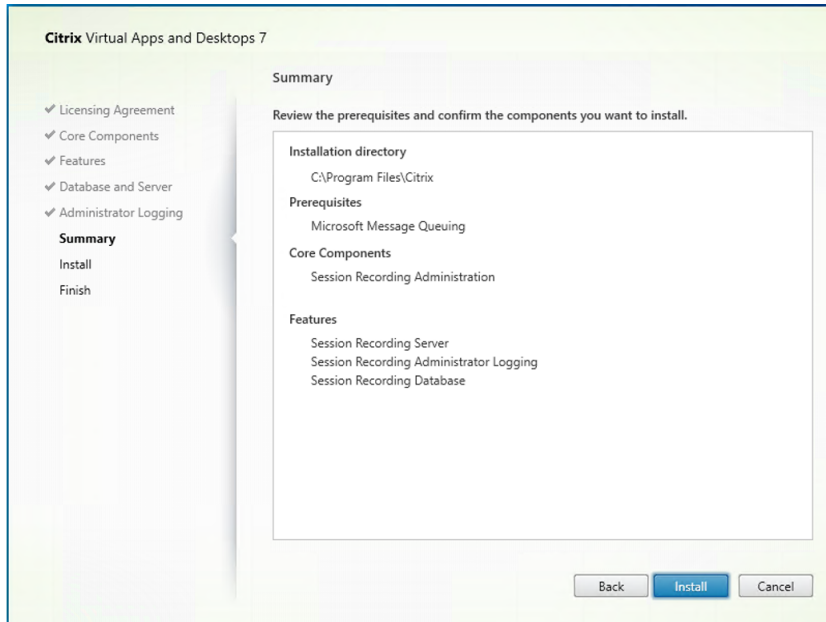 Citrix Virtual Apps and Desktops 7
Licensing Agreement
Core Components
Features
Database and Server
Administrator Logging
Summary
Install
Finish
Summary
Review the prerequisites and confirm the components you want to install.
Installation directory
C:\Program Files\Citrix
Prerequisites
Microsoft Message Queuing
Core Components
Session Recording Administration
Features
Session Recording Server
Session Recording Administrator Logging
Session Recording Database
Back Install Cancel